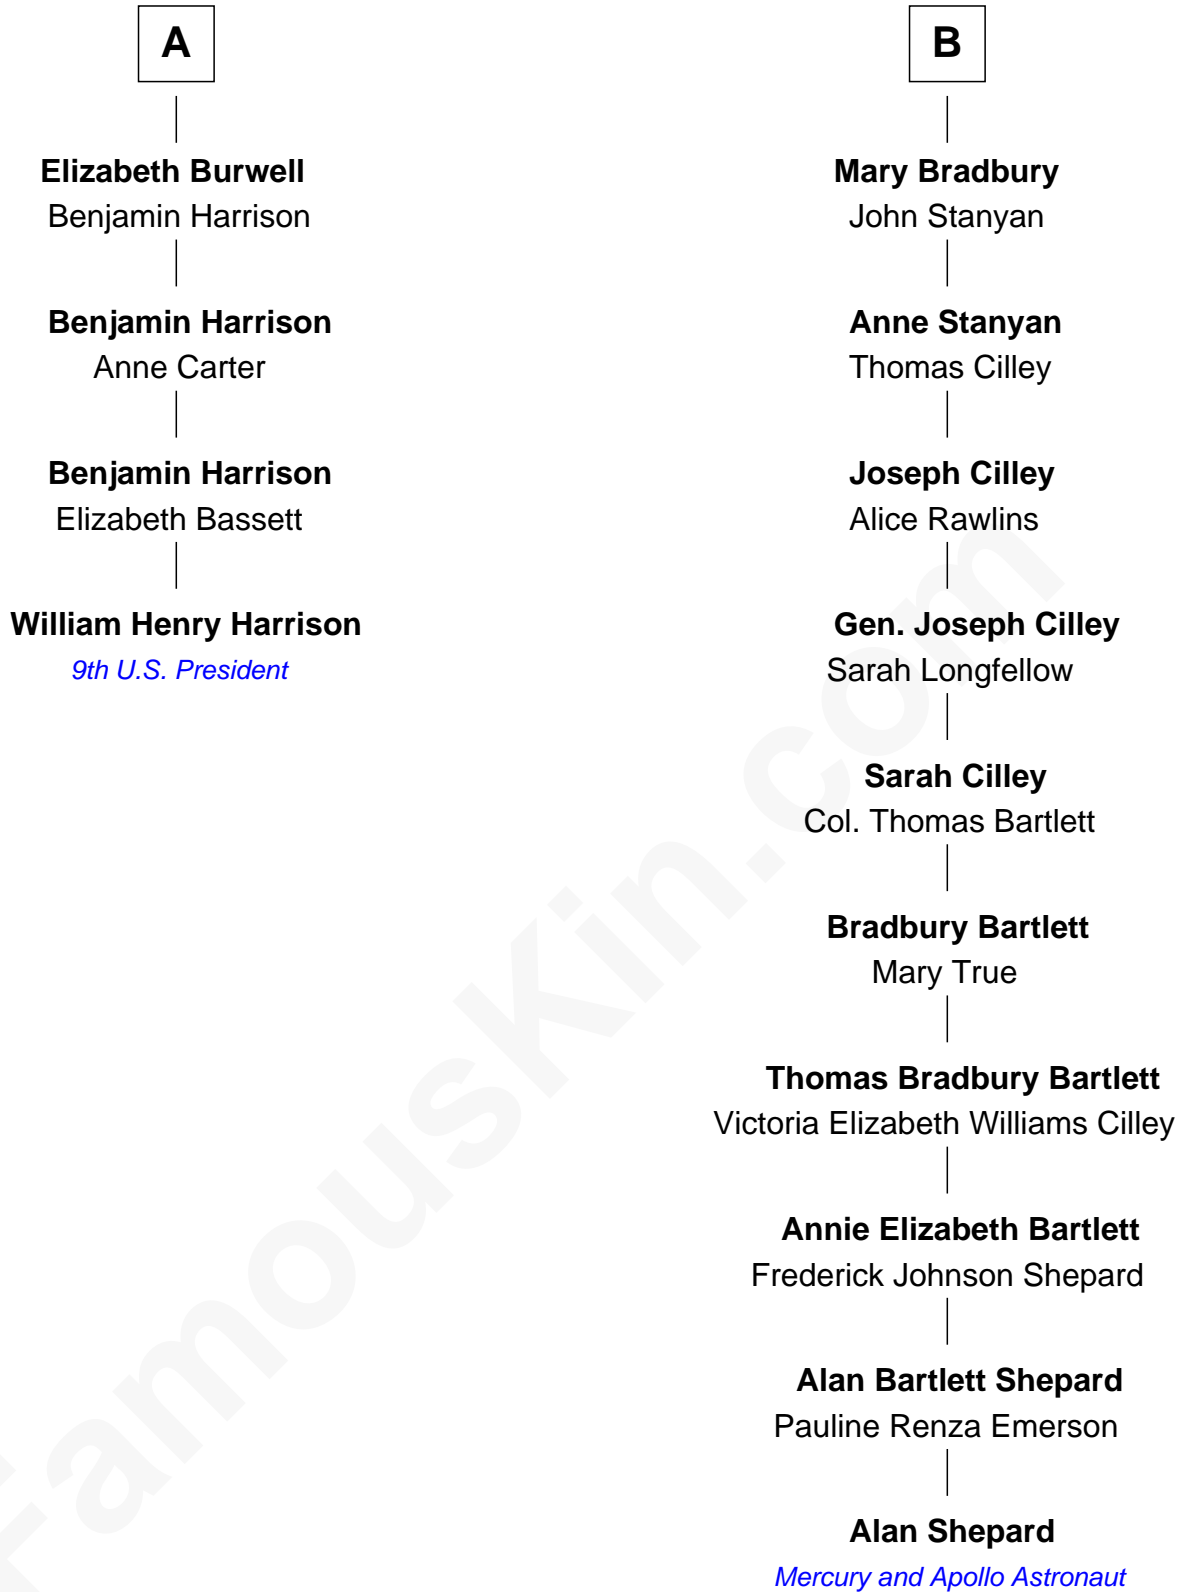 A
Elizabeth Burwell
Benjamin Harrison
Benjamin Harrison
Anne Carter
Benjamin Harrison
Elizabeth Bassett
William Henry Harrison
9th U.S. President
B
Mary Bradbury
John Stanyan
Anne Stanyan
Thomas Cilley
Joseph Cilley
Alice Rawlins
Gen. Joseph Cilley
Sarah Longfellow
Sarah Cilley
Col. Thomas Bartlett
Bradbury Bartlett
Mary True
Thomas Bradbury Bartlett
Victoria Elizabeth Williams Cilley
Annie Elizabeth Bartlett
Frederick Johnson Shepard
Alan Bartlett Shepard
Pauline Renza Emerson
Alan Shepard
Mercury and Apollo Astronaut
FamousKin.com